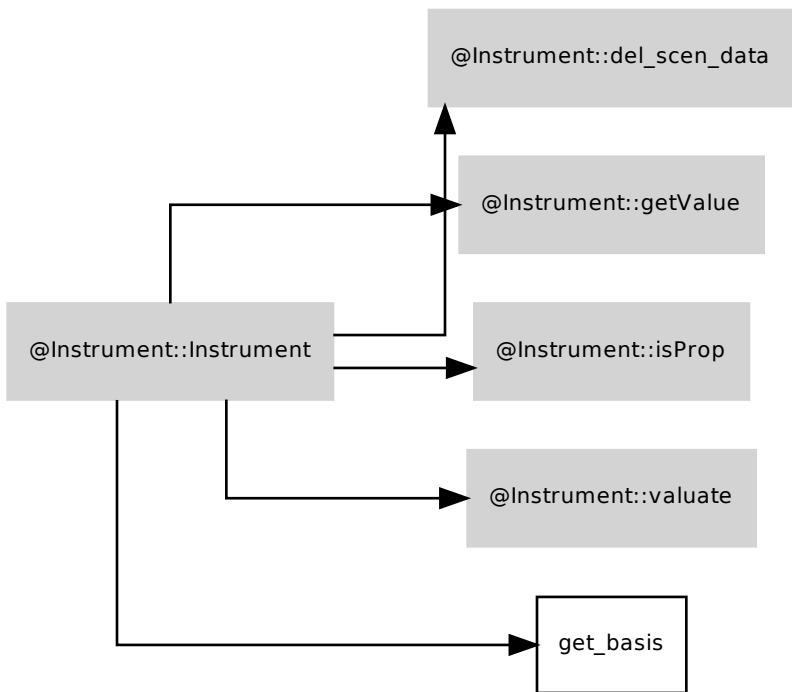 @Instrument::del_scen_data
@Instrument::getValue
@Instrument::Instrument
@Instrument::isProp
@Instrument::valuate
get_basis